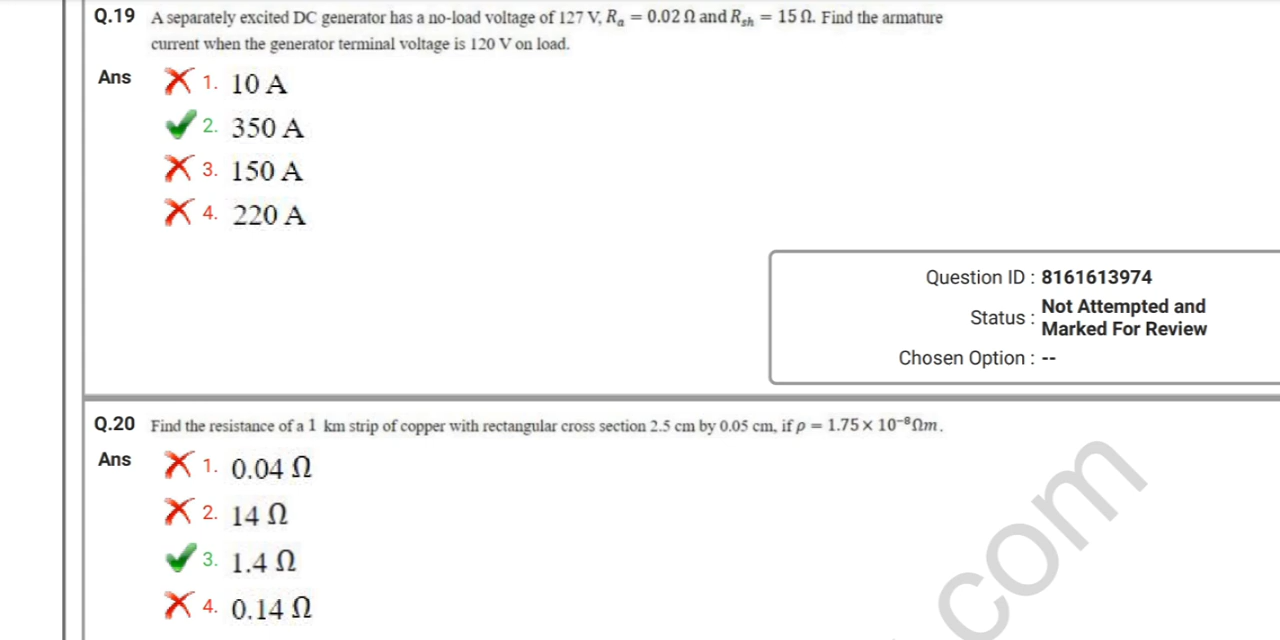 Q.19 A separately excited DC generator has a no-load voltage of 127 V, Rₐ = 0.02 Ω and Rₛₕ = 15 Ω. Find the armature
current when the generator terminal voltage is 120 V on load.
Ans 1. 10 A
2. 350 A
3. 150 A
4. 220 A
Question ID : 8161613974
Status : Not Attempted and
Marked For Review
Chosen Option : --
Q.20 Find the resistance of a 1 km strip of copper with rectangular cross section 2.5 cm by 0.05 cm, if ρ = 1.75 × 10⁻⁸Ωm.
Ans 1. 0.04 Ω
2. 14 Ω
3. 1.4 Ω
4. 0.14 Ω
com